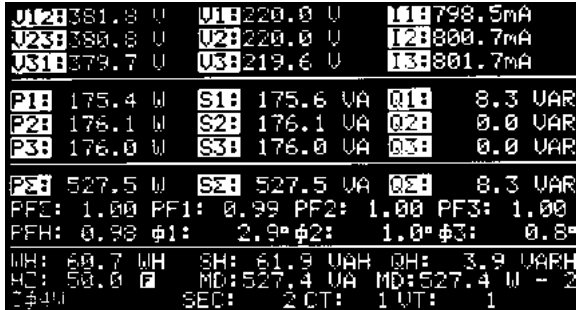 V12: 381.8 V V1: 220.0 V I1: 798.5mA
V23: 380.8 V V2: 220.0 V I2: 800.7mA
V31: 379.7 V V3: 219.6 V I3: 801.7mA
P1: 175.4 W S1: 175.6 VA Q1: 8.3 VAR
P2: 176.1 W S2: 176.1 VA Q2: 0.0 VAR
P3: 176.0 W S3: 176.0 VA Q3: 0.0 VAR
PΣ: 527.5 W SΣ: 527.5 VA QΣ: 8.3 VAR
PFΣ: 1.00 PF1: 0.99 PF2: 1.00 PF3: 1.00
PFH: 0.98 ϕ1: 2.9° ϕ2: 1.0° ϕ3: 0.8°
WH: 60.7 WH SH: 61.9 VAH QH: 3.9 VARH
HZ: 50.0 F MD:527.4 VA MD:527.4 W - 2
3ϕ4W SEC: 2 CT: 1 VT: 1